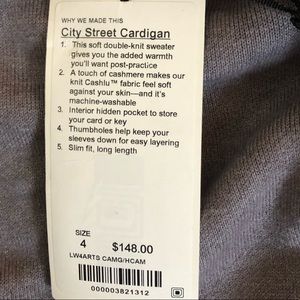 WHY WE MADE THIS
City Street Cardigan
1. This soft double-knit sweater
gives you the added warmth
you'll want post-practice
2. A touch of cashmere makes our
knit Cashlu™ fabric feel soft
against your skin—and it's
machine-washable
3. Interior hidden pocket to store
your card or key
4. Thumbholes help keep your
sleeves down for easy layering
5. Slim fit, long length
SIZE
4 $148.00
LW4ARTS CAMG/HCAM
000003821312